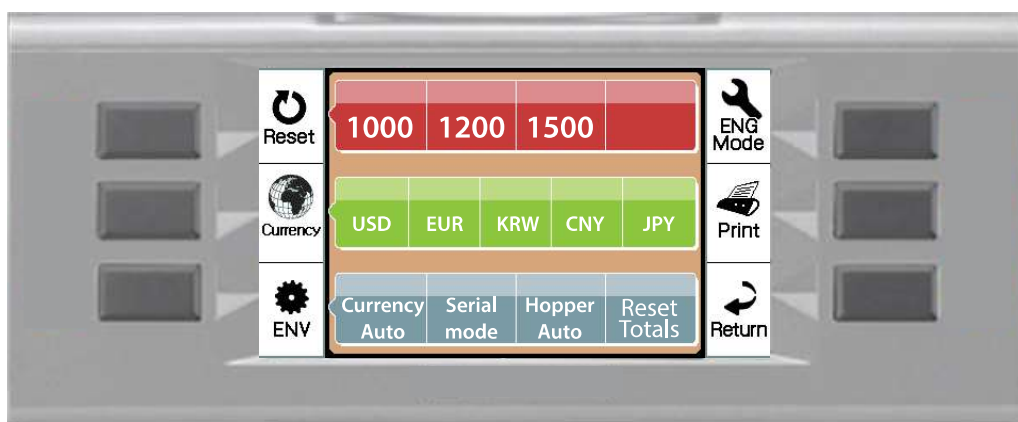 Reset
1000 1200 1500
ENG
Mode
Currency
USD EUR KRW CNY JPY
Print
ENV
Currency
Auto
Serial
mode
Hopper
Auto
Reset
Totals
Return